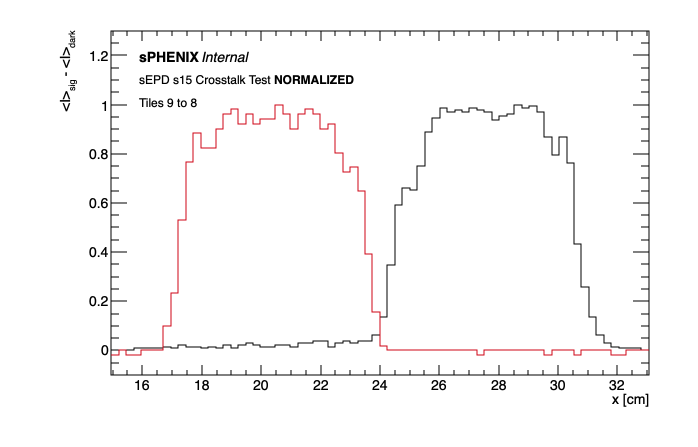 <I>sig - <I>dark
sPHENIX Internal
sEPD s15 Crosstalk Test NORMALIZED
Tiles 9 to 8
1.2
1
0.8
0.6
0.4
0.2
0
16 18 20 22 24 26 28 30 32
x [cm]